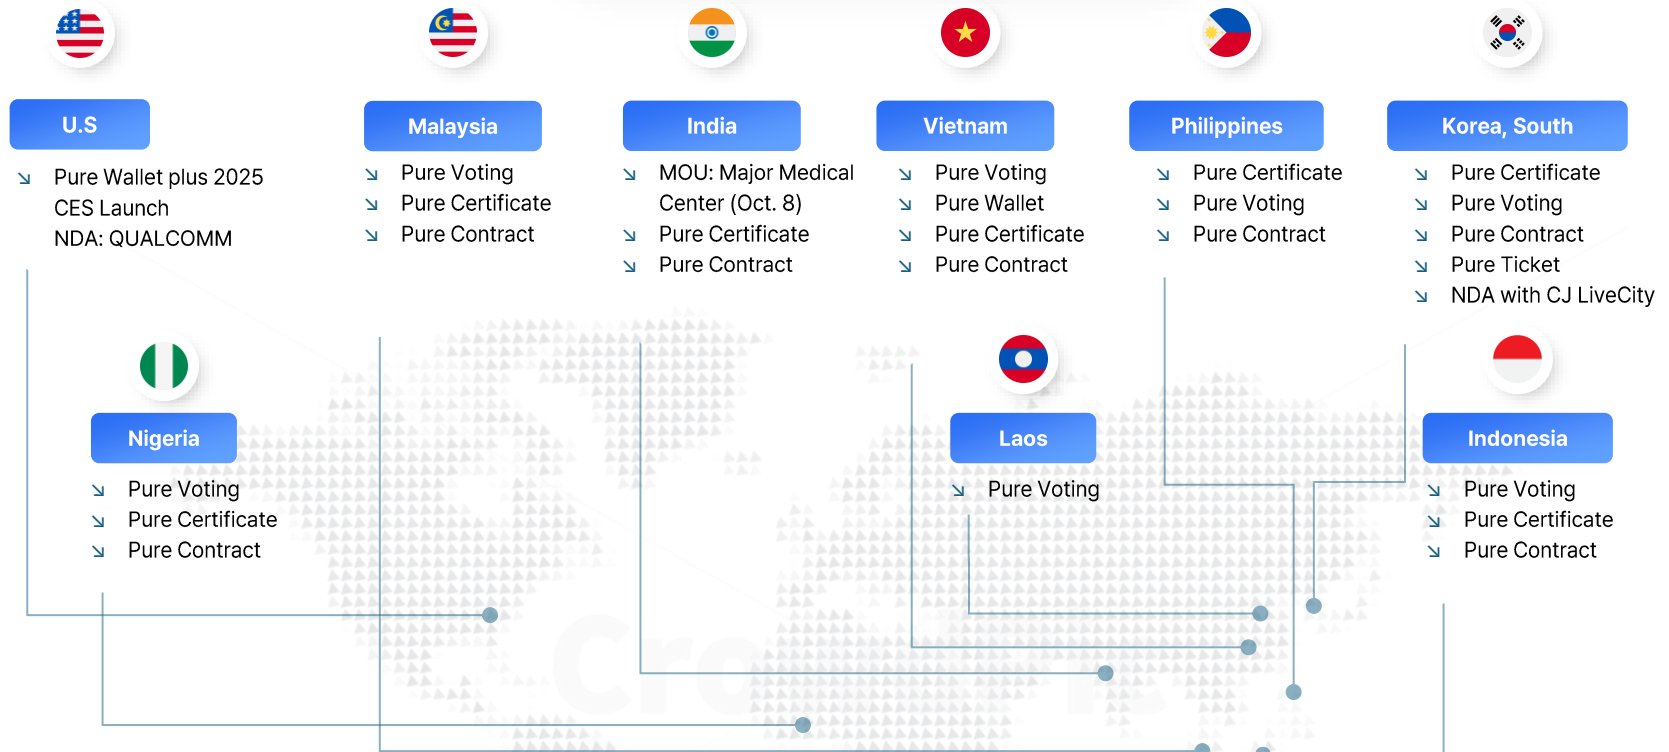 U.S
Pure Wallet plus 2025
CES Launch
NDA: QUALCOMM
Malaysia
Pure Voting
Pure Certificate
Pure Contract
India
MOU: Major Medical
Center (Oct. 8)
Pure Certificate
Pure Contract
Vietnam
Pure Voting
Pure Wallet
Pure Certificate
Pure Contract
Philippines
Pure Certificate
Pure Voting
Pure Contract
Korea, South
Pure Certificate
Pure Voting
Pure Contract
Pure Ticket
NDA with CJ LiveCity
Nigeria
Pure Voting
Pure Certificate
Pure Contract
Laos
Pure Voting
Indonesia
Pure Voting
Pure Certificate
Pure Contract